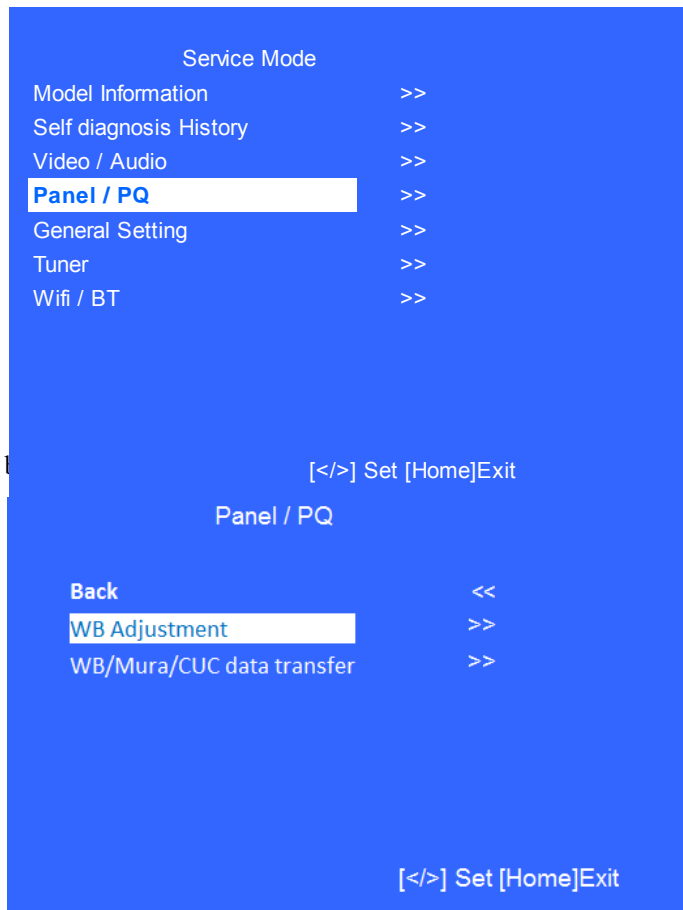 Service Mode
Model Information >>
Self diagnosis History >>
Video / Audio >>
Panel / PQ >>
General Setting >>
Tuner >>
Wifi / BT >>
[</>] Set [Home]Exit
Panel / PQ
Back <<
WB Adjustment >>
WB/Mura/CUC data transfer >>
[</>] Set [Home]Exit